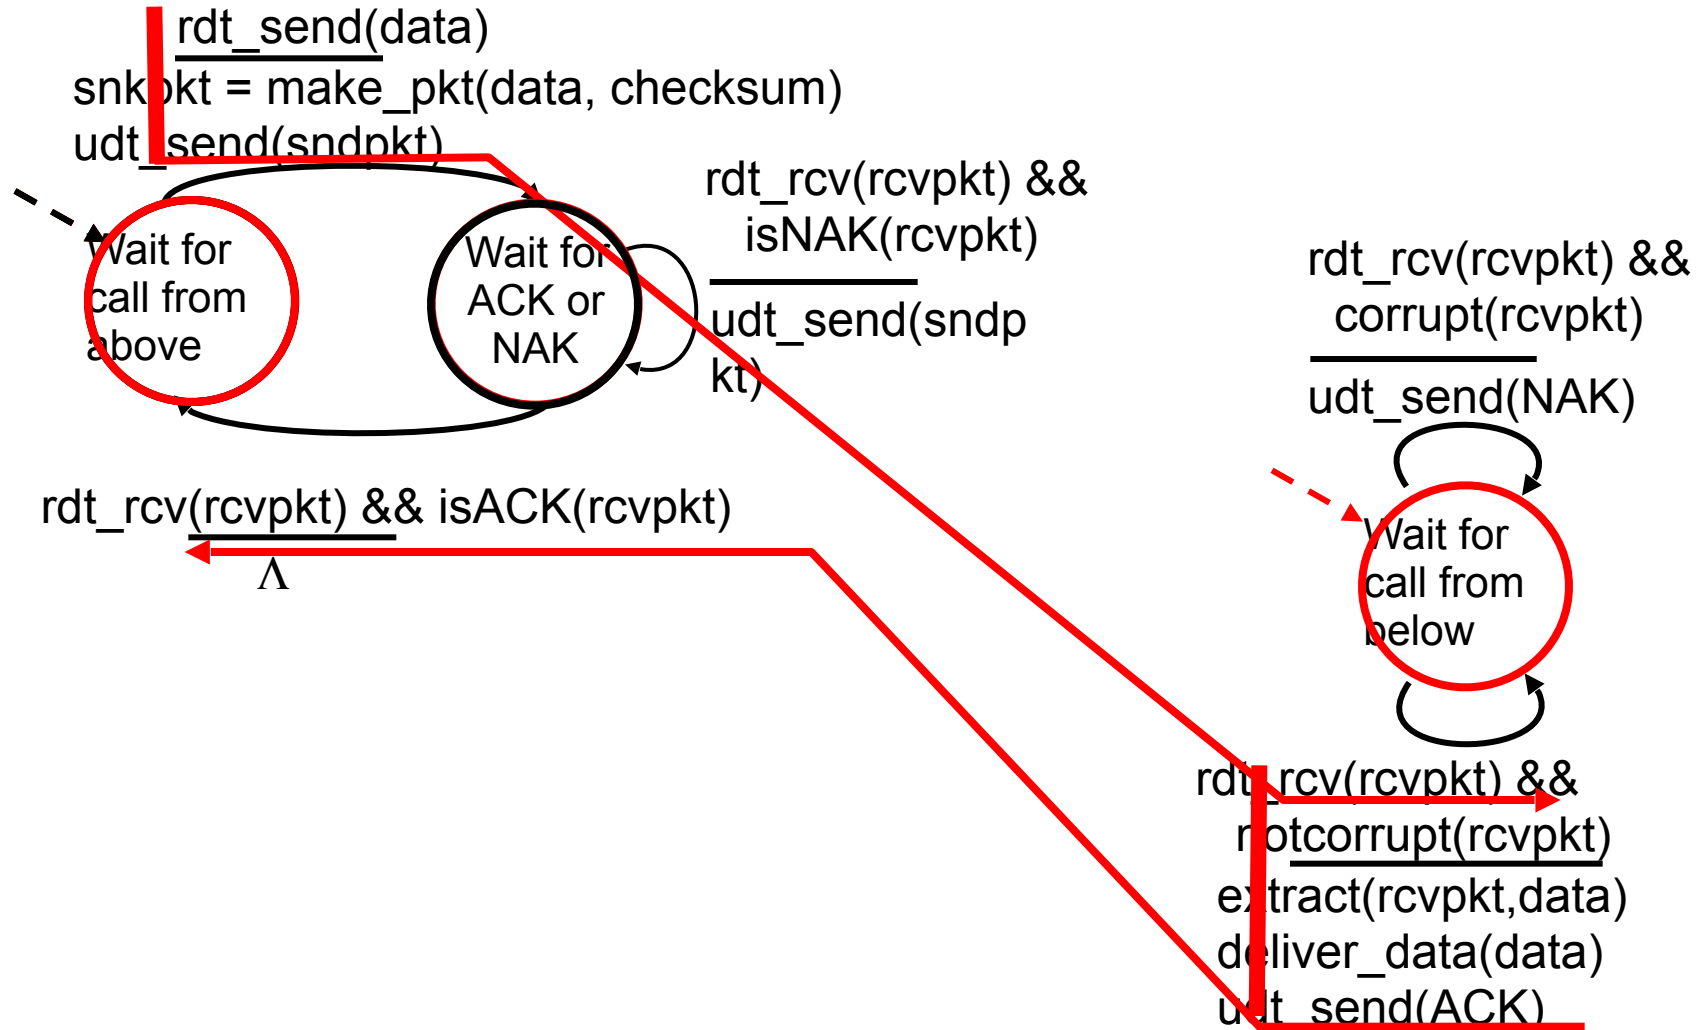 rdt_send(data)
snkpkt = make_pkt(data, checksum)
udt_send(sndpkt)
Wait for
call from
above
Wait for
ACK or
NAK
rdt_rcv(rcvpkt) &&
isNAK(rcvpkt)
udt_send(sndp
kt)
rdt_rcv(rcvpkt) && isACK(rcvpkt)
Λ
rdt_rcv(rcvpkt) &&
corrupt(rcvpkt)
udt_send(NAK)
Wait for
call from
below
rdt_rcv(rcvpkt) &&
notcorrupt(rcvpkt)
extract(rcvpkt,data)
deliver_data(data)
udt_send(ACK)